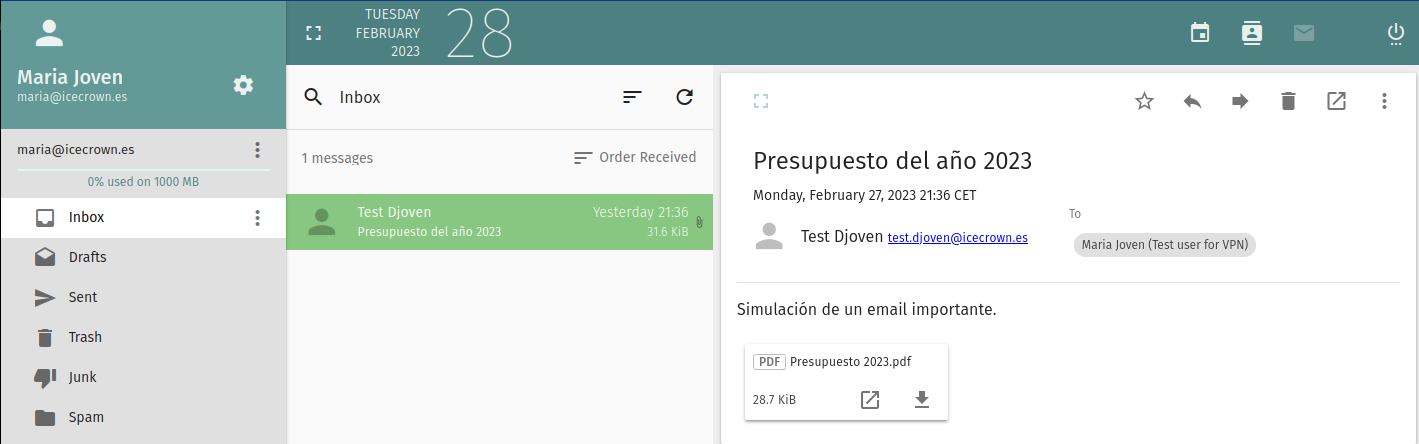 Maria Joven
maria@icecrown.es
maria@icecrown.es
0% used on 1000 MB
Inbox
Drafts
Sent
Trash
Junk
Spam
TUESDAY
FEBRUARY
2023
28
Inbox
1 messages
Order Received
Test Djoven
Yesterday 21:36
Presupuesto del año 2023
31.6 KiB
Presupuesto del año 2023
Monday, February 27, 2023 21:36 CET
Test Djoven test.djoven@icecrown.es
To
Maria Joven (Test user for VPN)
Simulación de un email importante.
PDF Presupuesto 2023.pdf
28.7 KiB